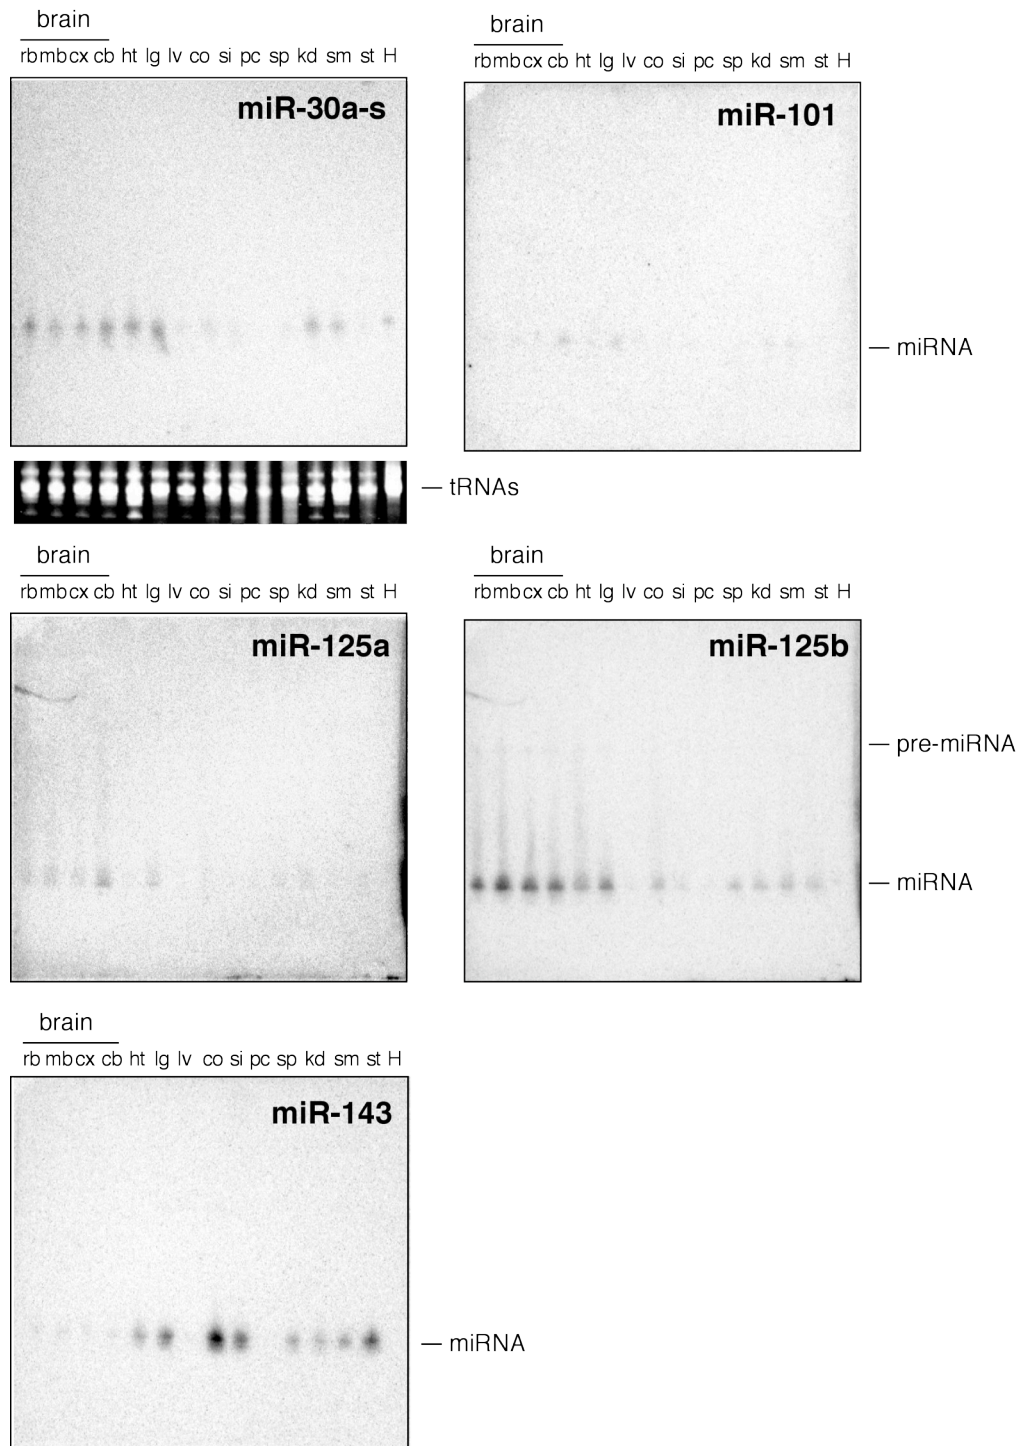 brain
rb mb cx cb ht lg lv co si pc sp kd sm st H
miR-30a-s
brain
rb mb cx cb ht lg lv co si pc sp kd sm st H
miR-101
miRNA
tRNAs
brain
rb mb cx cb ht lg lv co si pc sp kd sm st H
miR-125a
brain
rb mb cx cb ht lg lv co si pc sp kd sm st H
miR-125b
pre-miRNA
miRNA
brain
rb mb cx cb ht lg lv co si pc sp kd sm st H
miR-143
miRNA